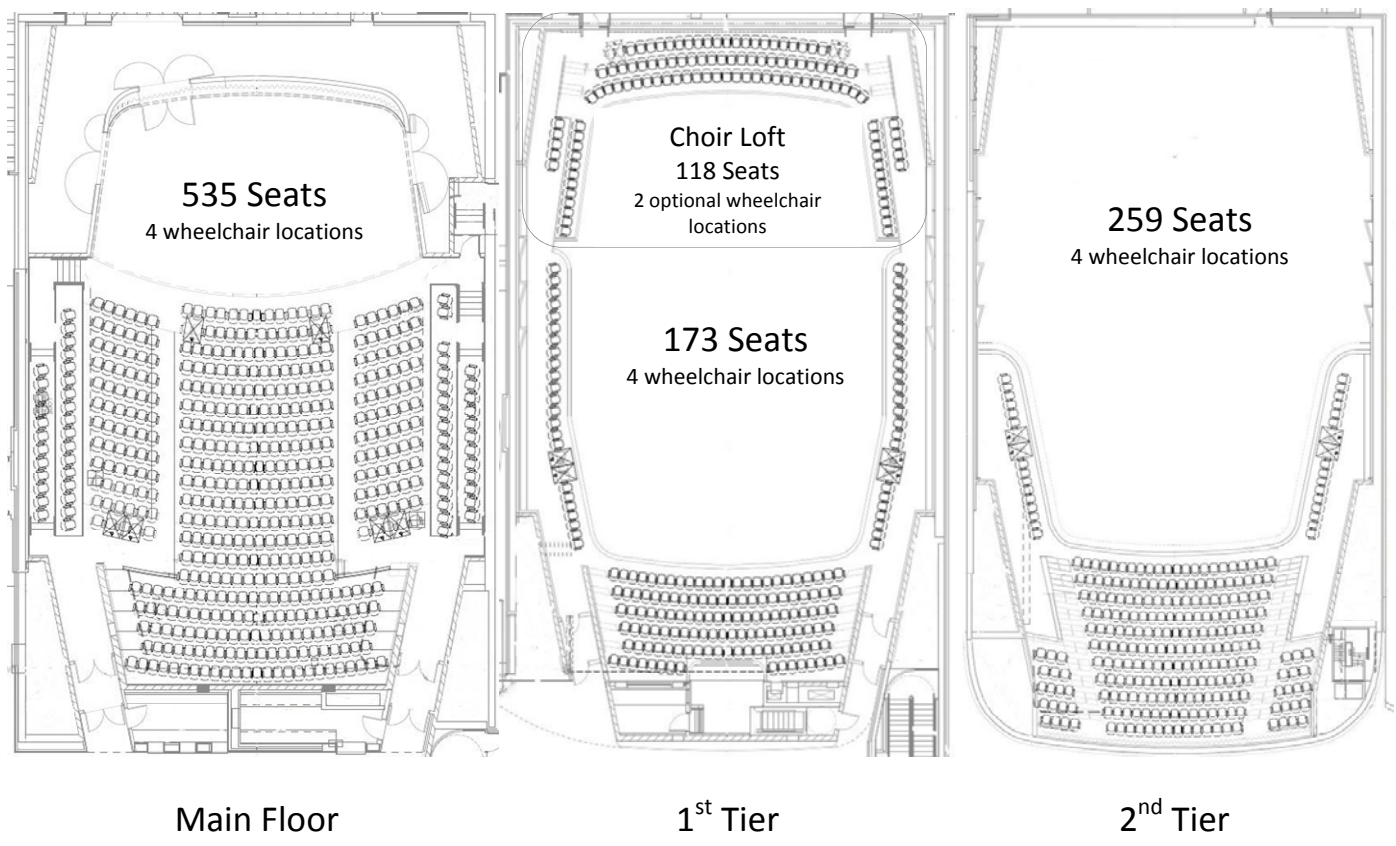 535 Seats
4 wheelchair locations
Choir Loft
118 Seats
2 optional wheelchair
locations
173 Seats
4 wheelchair locations
259 Seats
4 wheelchair locations
Main Floor
1st Tier
2nd Tier